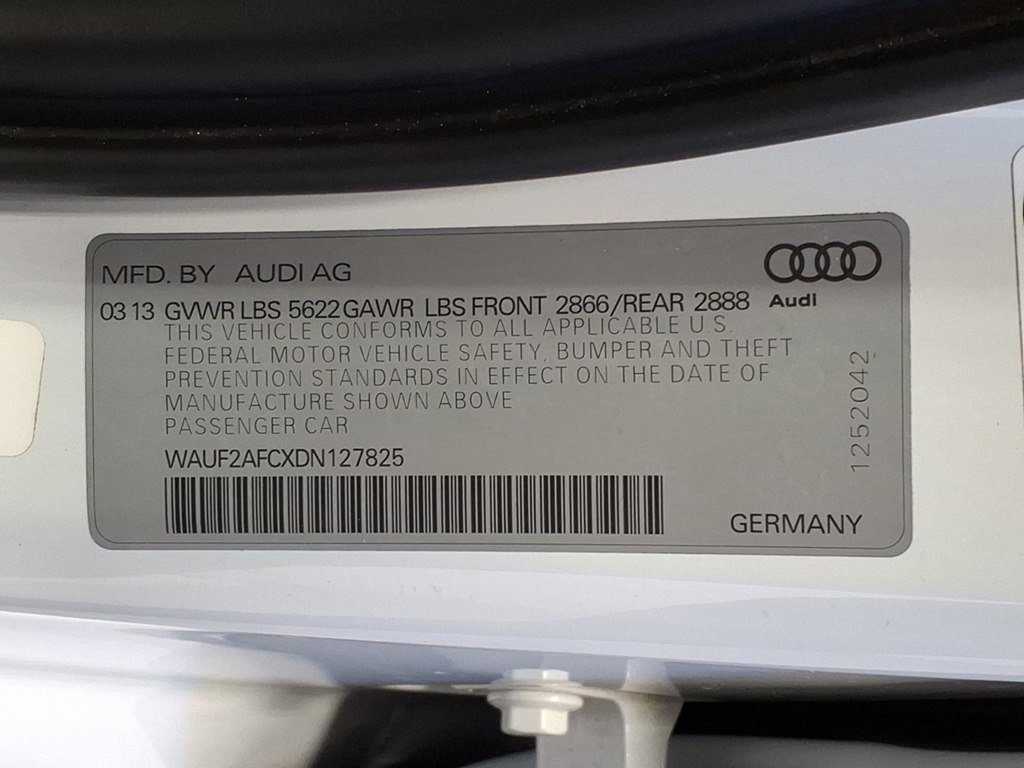 MFD. BY AUDI AG
03 13 GVWR LBS 5622 GAWR LBS FRONT 2866/REAR 2888
Audi
THIS VEHICLE CONFORMS TO ALL APPLICABLE U.S.
FEDERAL MOTOR VEHICLE SAFETY, BUMPER AND THEFT
PREVENTION STANDARDS IN EFFECT ON THE DATE OF
MANUFACTURE SHOWN ABOVE
PASSENGER CAR
WAUF2AFCXDN127825
1252042
GERMANY